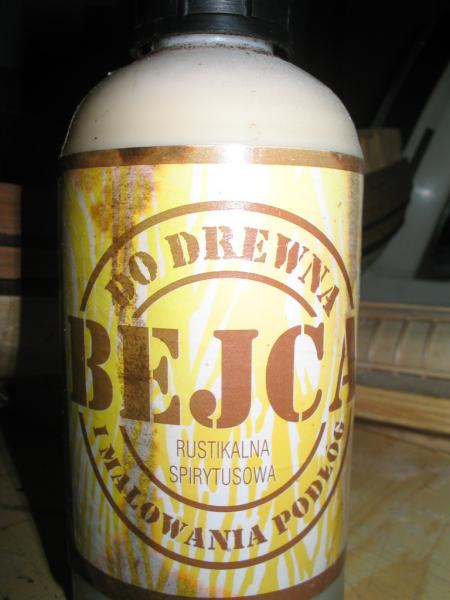 DO DREWNA
BEJCA
RUSTIKALNA
SPIRYTUSOWA
I MALOWANIA PODŁÓG